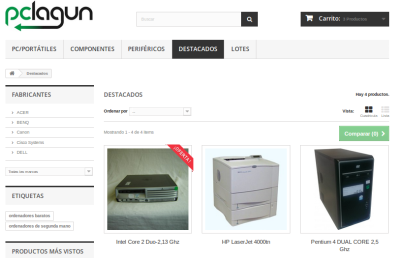 pclagun
Buscar
Carrito: 0 Productos
PC/PORTÁTILES COMPONENTES PERIFÉRICOS DESTACADOS LOTES
Destacados
FABRICANTES
ACER
BENQ
Canon
Cisco Systems
DELL
Todas las marcas
ETIQUETAS
ordenadores baratos
ordenadores de segunda mano
PRODUCTOS MÁS VISTOS
DESTACADOS
Hay 4 productos.
Ordenar por --
Vista:
Cuadrícula Lista
Mostrando 1 - 4 de 4 items
Comparar (0)
¡OFERTA!
Intel Core 2 Duo-2,13 Ghz
HP LaserJet 4000tn
Pentium 4 DUAL CORE 2,5 Ghz